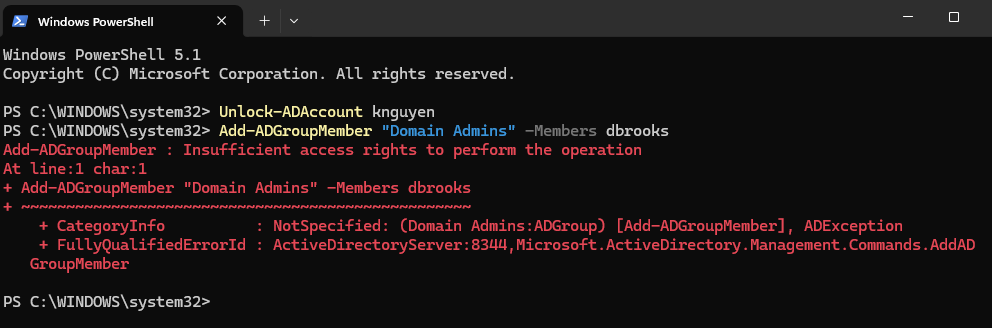 Windows PowerShell
Windows PowerShell 5.1
Copyright (C) Microsoft Corporation. All rights reserved.
PS C:\WINDOWS\system32> Unlock-ADAccount knguyen
PS C:\WINDOWS\system32> Add-ADGroupMember "Domain Admins" -Members dbrooks
Add-ADGroupMember : Insufficient access rights to perform the operation
At line:1 char:1
+ Add-ADGroupMember "Domain Admins" -Members dbrooks
+ ~~~~~~~~~~~~~~~~~~~~~~~~~~~~~~~~~~~~~~~~~~~~~~~~~~
    + CategoryInfo          : NotSpecified: (Domain Admins:ADGroup) [Add-ADGroupMember], ADException
    + FullyQualifiedErrorId : ActiveDirectoryServer:8344,Microsoft.ActiveDirectory.Management.Commands.AddAD
   GroupMember
PS C:\WINDOWS\system32>